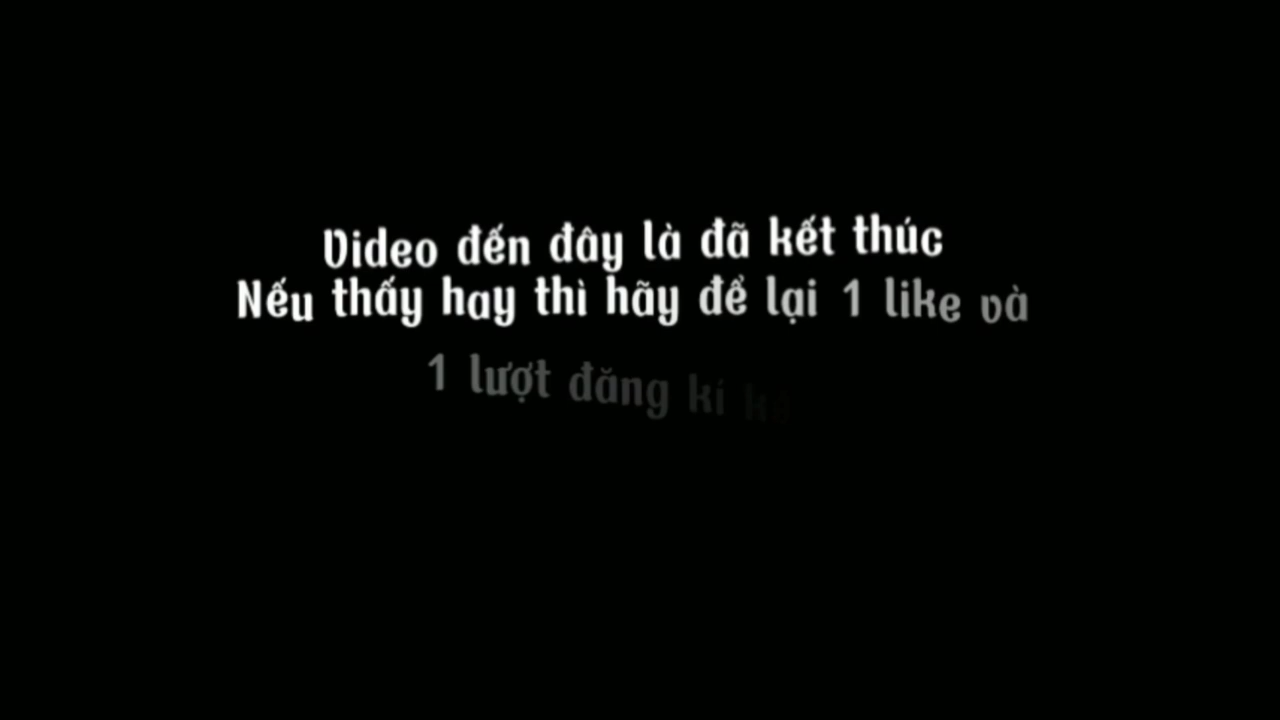 Video đến đây là đã kết thúc
Nếu thấy hay thì hãy để lại 1 like và
1 lượt đăng kí